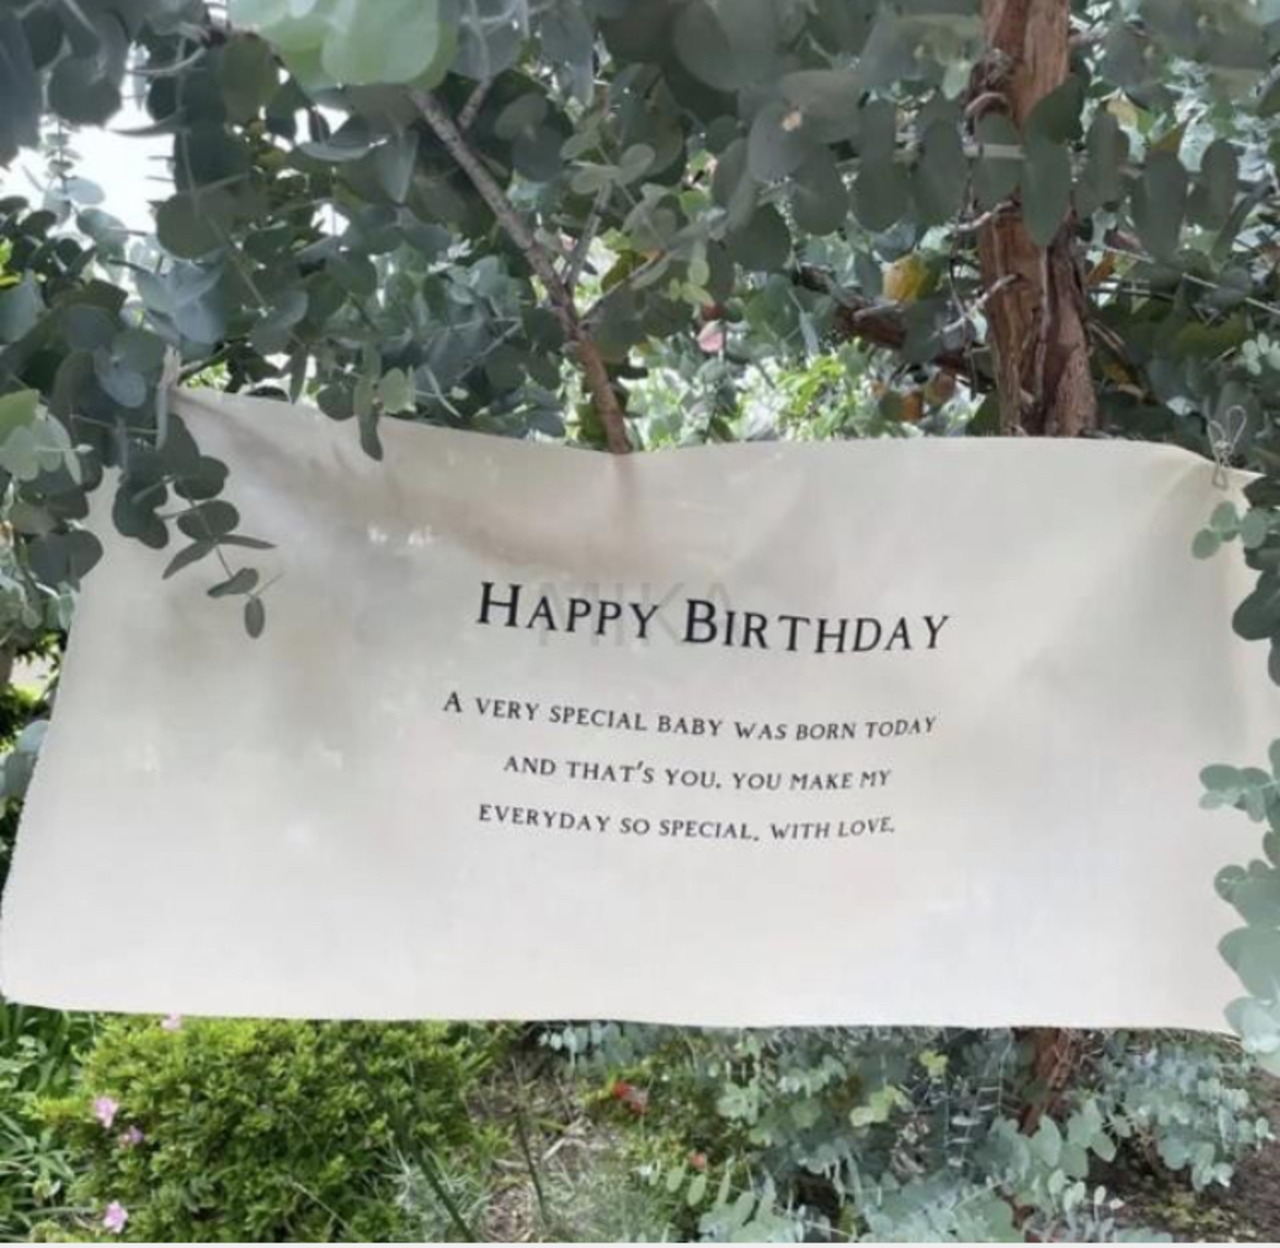 HAPPY BIRTHDAY
MIKA
A VERY SPECIAL BABY WAS BORN TODAY
AND THAT'S YOU. YOU MAKE MY
EVERYDAY SO SPECIAL. WITH LOVE.